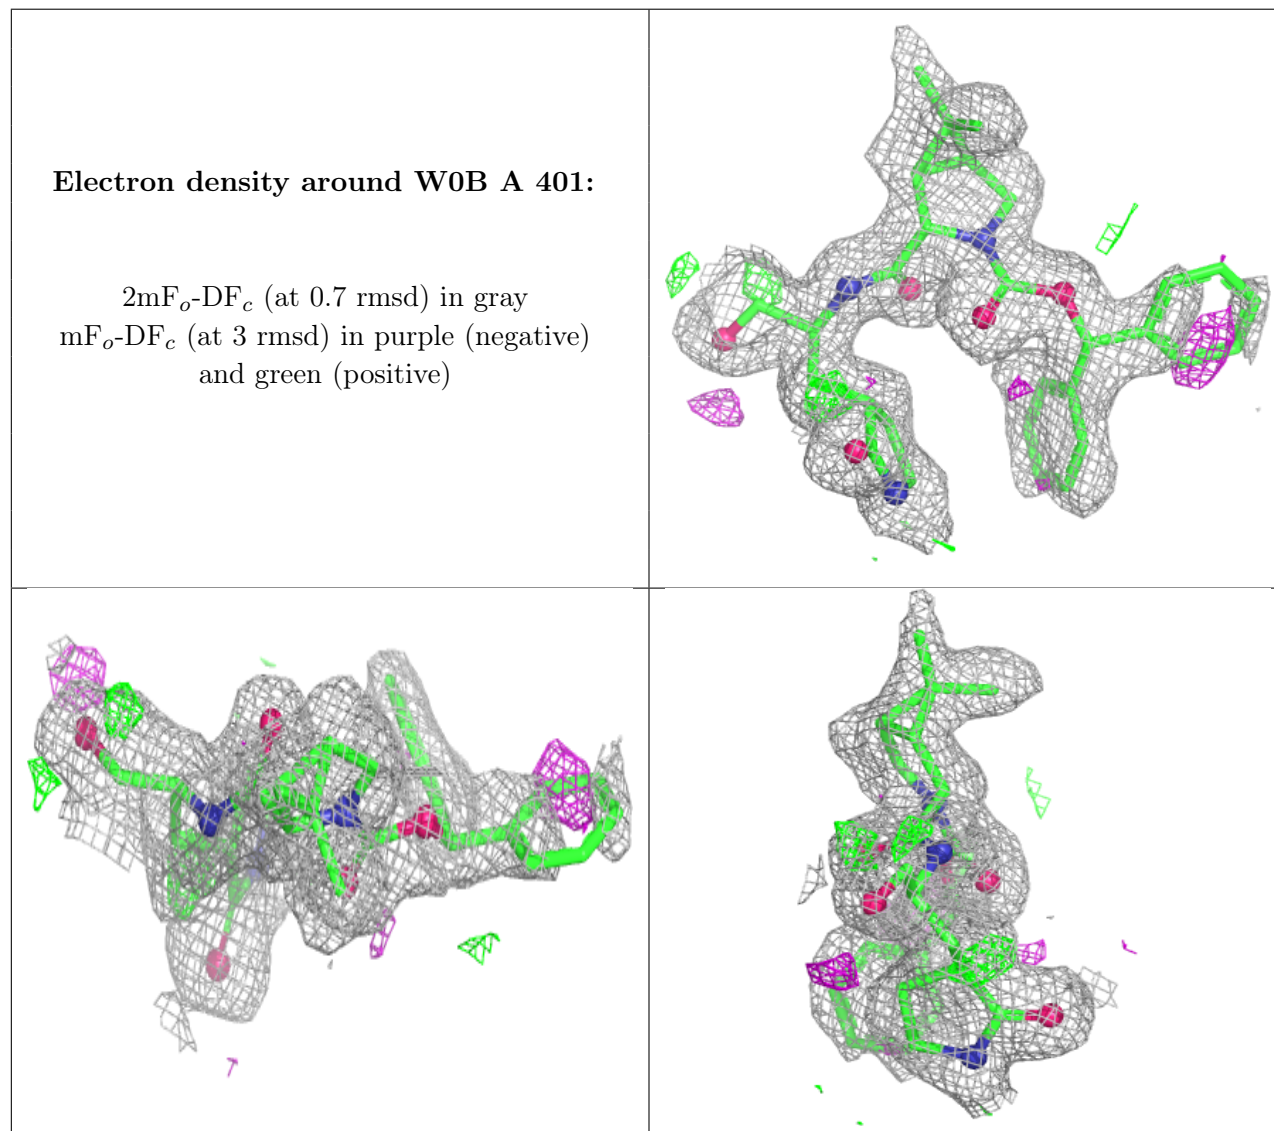 Electron density around W0B A 401:
2mFo-DFc (at 0.7 rmsd) in gray
mFo-DFc (at 3 rmsd) in purple (negative)
and green (positive)